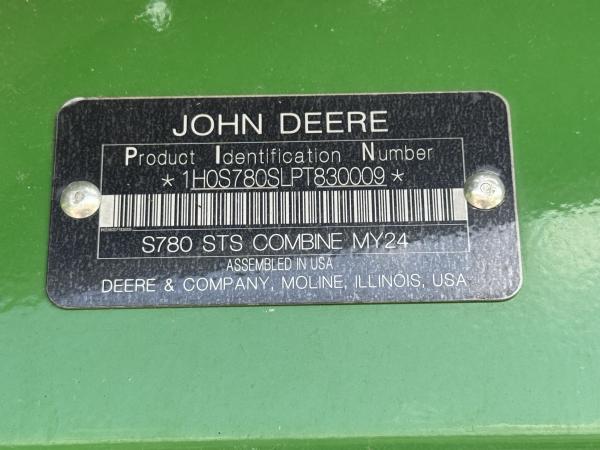 JOHN DEERE
Product Identification Number
*1H0S780SLPT830009*
S780 STS COMBINE MY24
ASSEMBLED IN USA
DEERE & COMPANY, MOLINE, ILLINOIS, USA